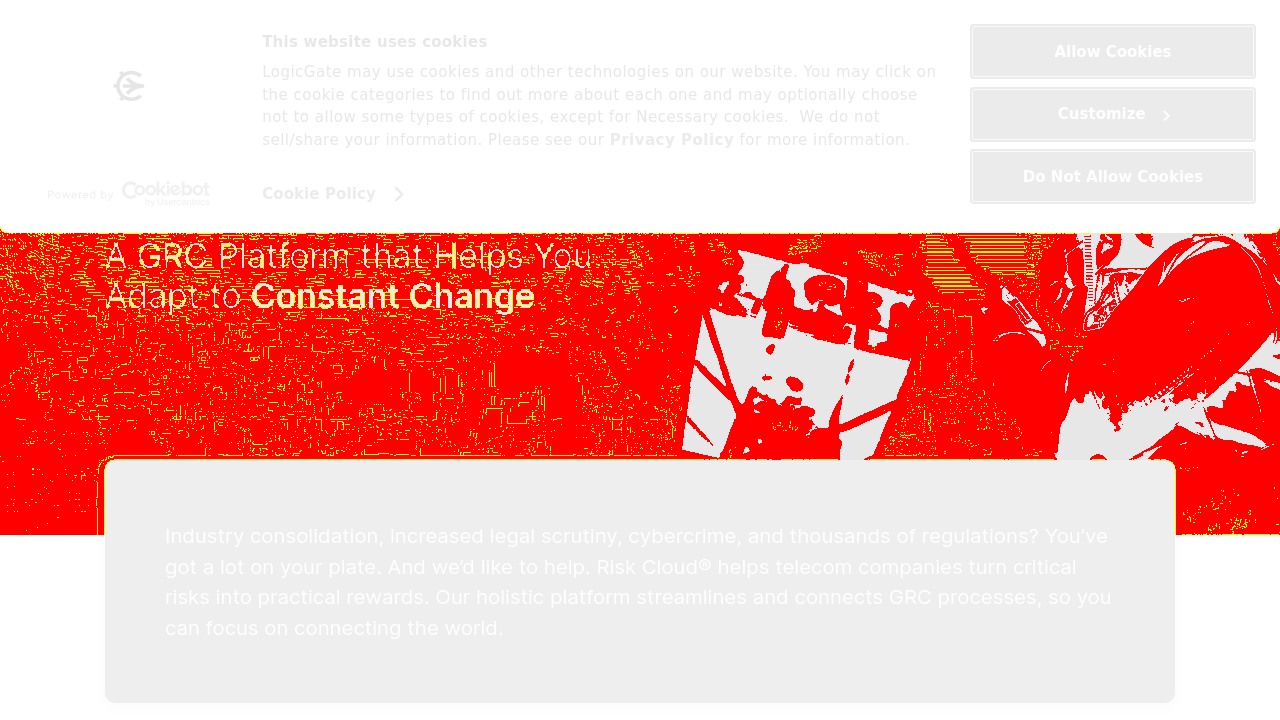 This website uses cookies
LogicGate may use cookies and other technologies on our website. You may click on
the cookie categories to find out more about each one and may optionally choose
not to allow some types of cookies, except for Necessary cookies.  We do not
sell/share your information. Please see our Privacy Policy for more information.
Cookie Policy
Powered by Cookiebot
by Usercentrics
Allow Cookies
Customize
Do Not Allow Cookies
A GRC Platform that Helps You
Adapt to Constant Change
Industry consolidation, increased legal scrutiny, cybercrime, and thousands of regulations? You’ve
got a lot on your plate. And we’d like to help. Risk Cloud® helps telecom companies turn critical
risks into practical rewards. Our holistic platform streamlines and connects GRC processes, so you
can focus on connecting the world.